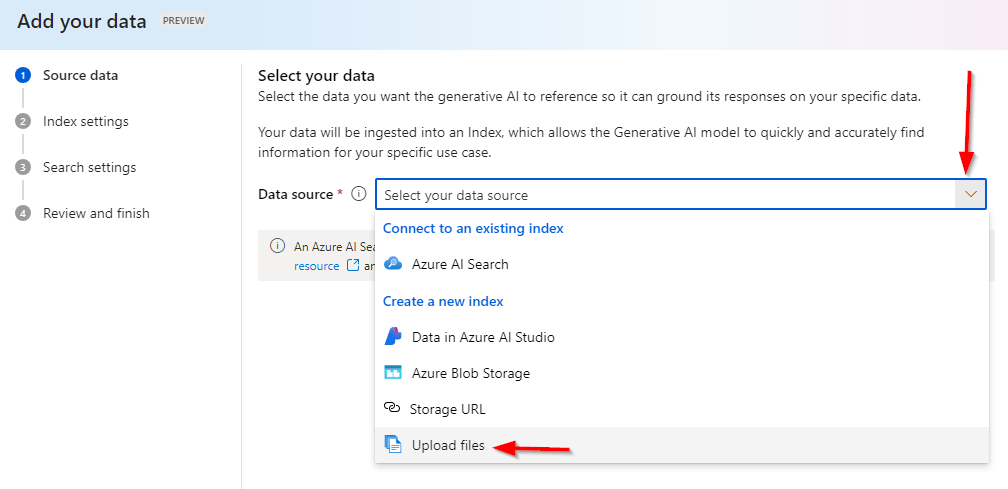 Add your data PREVIEW
1 Source data
2 Index settings
3 Search settings
4 Review and finish
Select your data
Select the data you want the generative AI to reference so it can ground its responses on your specific data.
Your data will be ingested into an Index, which allows the Generative AI model to quickly and accurately find
information for your specific use case.
Data source * Select your data source
An Azure AI Sea
resource an
Connect to an existing index
Azure AI Search
Create a new index
Data in Azure AI Studio
Azure Blob Storage
Storage URL
Upload files